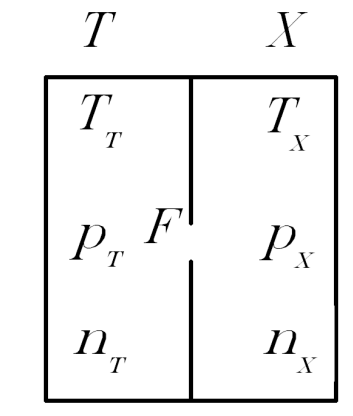 T X
T_T T_X
p_T F p_X
n_T n_X